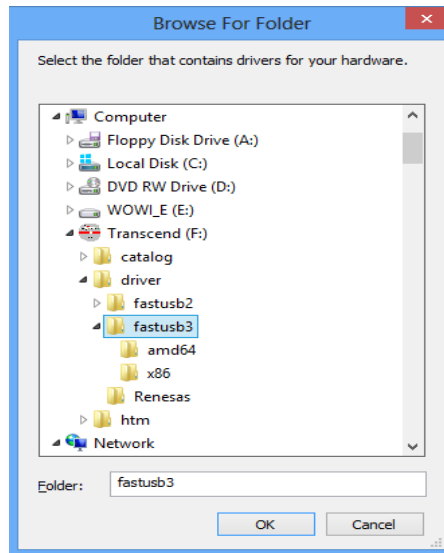 Browse For Folder
Select the folder that contains drivers for your hardware.
Computer
Floppy Disk Drive (A:)
Local Disk (C:)
DVD RW Drive (D:)
WOWI_E (E:)
Transcend (F:)
catalog
driver
fastusb2
fastusb3
amd64
x86
Renesas
htm
Network
Folder: fastusb3
OK Cancel